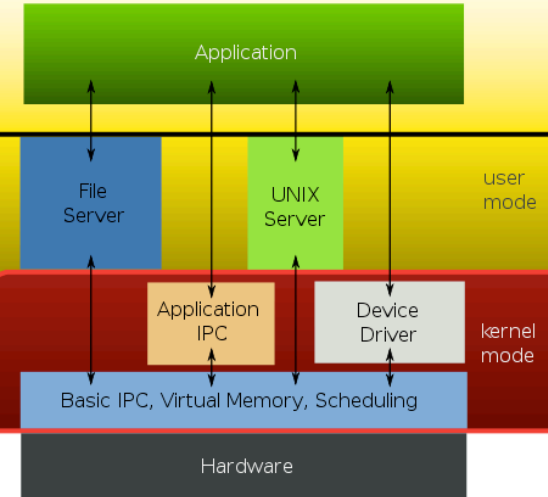 Application
File
Server
UNIX
Server
user
mode
Application
IPC
Device
Driver
kernel
mode
Basic IPC, Virtual Memory, Scheduling
Hardware